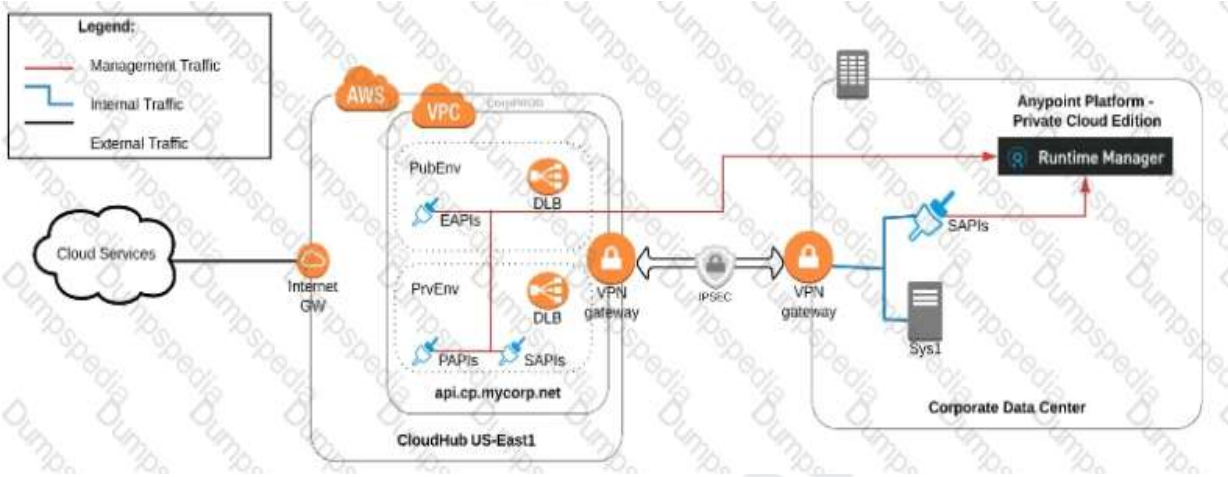 Legend:
Management Traffic
Internal Traffic
External Traffic
AWS
VPC
CorpPROD
PubEnv
DLB
EAPIs
Cloud Services
Internet
GW
PrvEnv
DLB
PAPIs
SAPIs
api.cp.mycorp.net
CloudHub US-East1
VPN
gateway
IPSEC
VPN
gateway
Anypoint Platform -
Private Cloud Edition
Runtime Manager
SAPIs
Sys1
Corporate Data Center
Dumpspedia